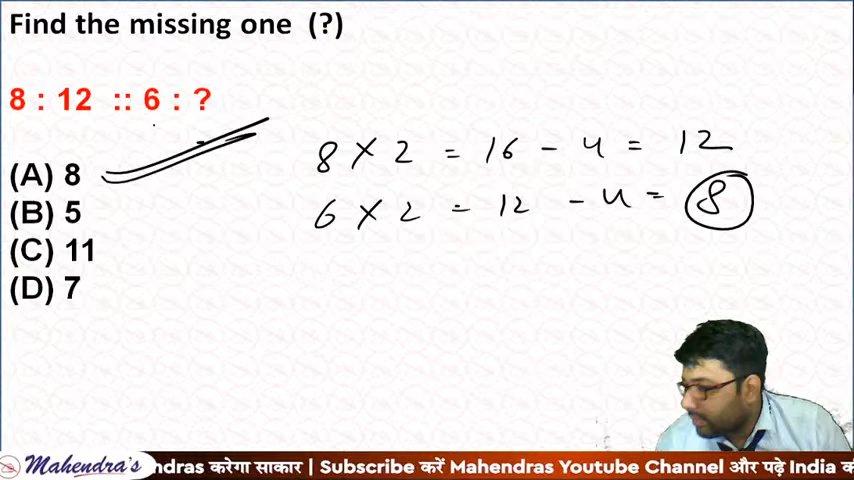 Find the missing one (?)
8 : 12 :: 6 : ?
8 × 2 = 16 - 4 = 12
(A) 8
6 × 2 = 12 - 4 = 8
(B) 5
(C) 11
(D) 7
Mahendra's ndras करेगा साकार | Subscribe करें Mahendras Youtube Channel और पढ़े India क